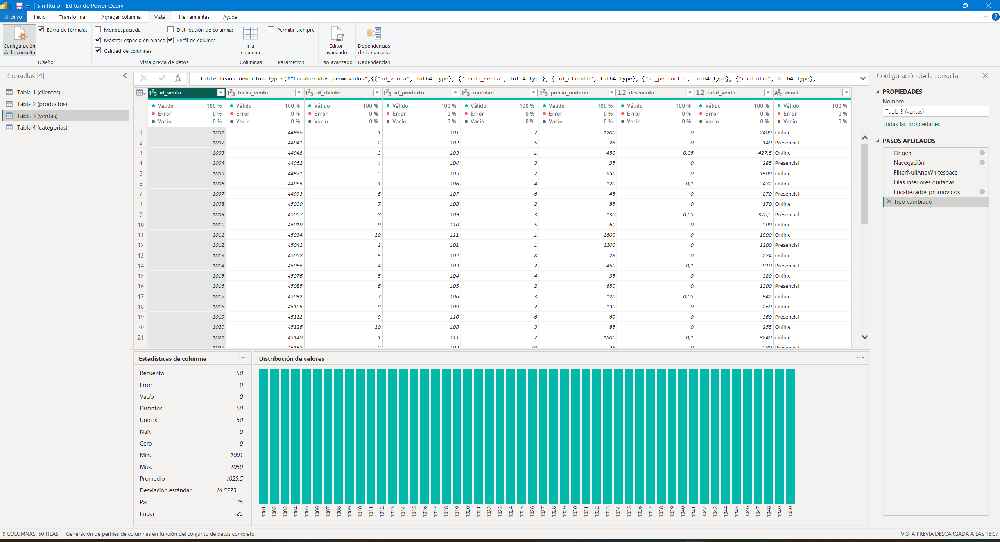 Sin título - Editor de Power Query
Archivo Inicio Transformar Agregar columna Vista Herramientas Ayuda
Configuración de la consulta
Barra de fórmulas
Diseño
Monoespaciada
Mostrar espacio en blanco
Calidad de columnas
Distribución de columnas
Perfil de columna
Vista previa de datos
Ir a columna
Columnas
Permitir siempre
Parámetros
Editor avanzado
Uso avanzado
Dependencias de la consulta
Dependencias
Consultas [4]
Tabla 1 (clientes)
Tabla 2 (productos)
Tabla 3 (ventas)
Tabla 4 (categorias)
= Table.TransformColumnTypes(#"Encabezados promovidos",{{"id_venta", Int64.Type}, {"fecha_venta", Int64.Type}, {"id_cliente", Int64.Type}, {"id_producto", Int64.Type}, {"cantidad", Int64.Type},
id_venta fecha_venta id_cliente id_producto cantidad precio_unitario descuento total_venta canal
Válido 100 % Válido 100 % Válido 100 % Válido 100 % Válido 100 % Válido 100 % Válido 100 % Válido 100 % Válido 100 %
Error 0 % Error 0 % Error 0 % Error 0 % Error 0 % Error 0 % Error 0 % Error 0 % Error 0 %
Vacío 0 % Vacío 0 % Vacío 0 % Vacío 0 % Vacío 0 % Vacío 0 % Vacío 0 % Vacío 0 % Vacío 0 %
1 1001 44936 1 101 2 1200 0 2400 Online
2 1002 44941 2 102 5 28 0 140 Presencial
3 1003 44948 3 103 1 450 0,05 427,5 Online
4 1004 44962 4 104 3 95 0 285 Presencial
5 1005 44971 5 105 2 650 0 1300 Online
6 1006 44985 1 106 4 120 0,1 432 Online
7 1007 44993 6 107 6 45 0 270 Presencial
8 1008 45000 7 108 2 85 0 170 Online
9 1009 45007 8 109 3 130 0,05 370,5 Presencial
10 1010 45019 9 110 5 60 0 300 Online
11 1011 45034 10 111 1 1800 0 1800 Online
12 1012 45041 2 101 1 1200 0 1200 Presencial
13 1013 45052 3 102 8 28 0 224 Online
14 1014 45066 4 103 2 450 0,1 810 Presencial
15 1015 45076 5 104 4 95 0 380 Online
16 1016 45085 6 105 2 650 0 1300 Presencial
17 1017 45092 7 106 3 120 0,05 342 Online
18 1018 45105 8 109 2 130 0 260 Online
19 1019 45112 9 110 6 60 0 360 Presencial
20 1020 45126 10 108 3 85 0 255 Online
21 1021 45140 1 111 2 1800 0,1 3240 Online
Estadísticas de columna
Recuento 50
Error 0
Vacío 0
Distintos 50
Únicos 50
NaN 0
Cero 0
Mín. 1001
Máx. 1050
Promedio 1025,5
Desviación estándar 14.5773...
Par 25
Impar 25
Distribución de valores
1001 1002 1003 1004 1005 1006 1007 1008 1009 1010 1011 1012 1013 1014 1015 1016 1017 1018 1019 1020 1021 1022 1023 1024 1025 1026 1027 1028 1029 1030 1031 1032 1033 1034 1035 1036 1037 1038 1039 1040 1041 1042 1043 1044 1045 1046 1047 1048 1049 1050
Configuración de la consulta
PROPIEDADES
Nombre
Tabla 3 (ventas)
Todas las propiedades
PASOS APLICADOS
Origen
Navegación
FilterNullAndWhitespace
Filas inferiores quitadas
Encabezados promovidos
Tipo cambiado
9 COLUMNAS, 50 FILAS Generación de perfiles de columnas en función del conjunto de datos completo
VISTA PREVIA DESCARGADA A LAS 18:07